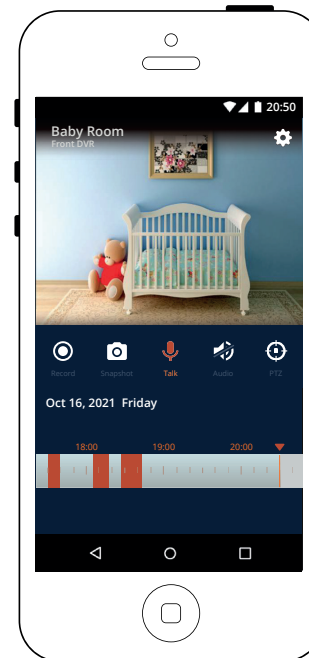 20:50
Baby Room
Front DVR
Record Snapshot Talk Audio PTZ
Oct 16, 2021 Friday
18:00 19:00 20:00